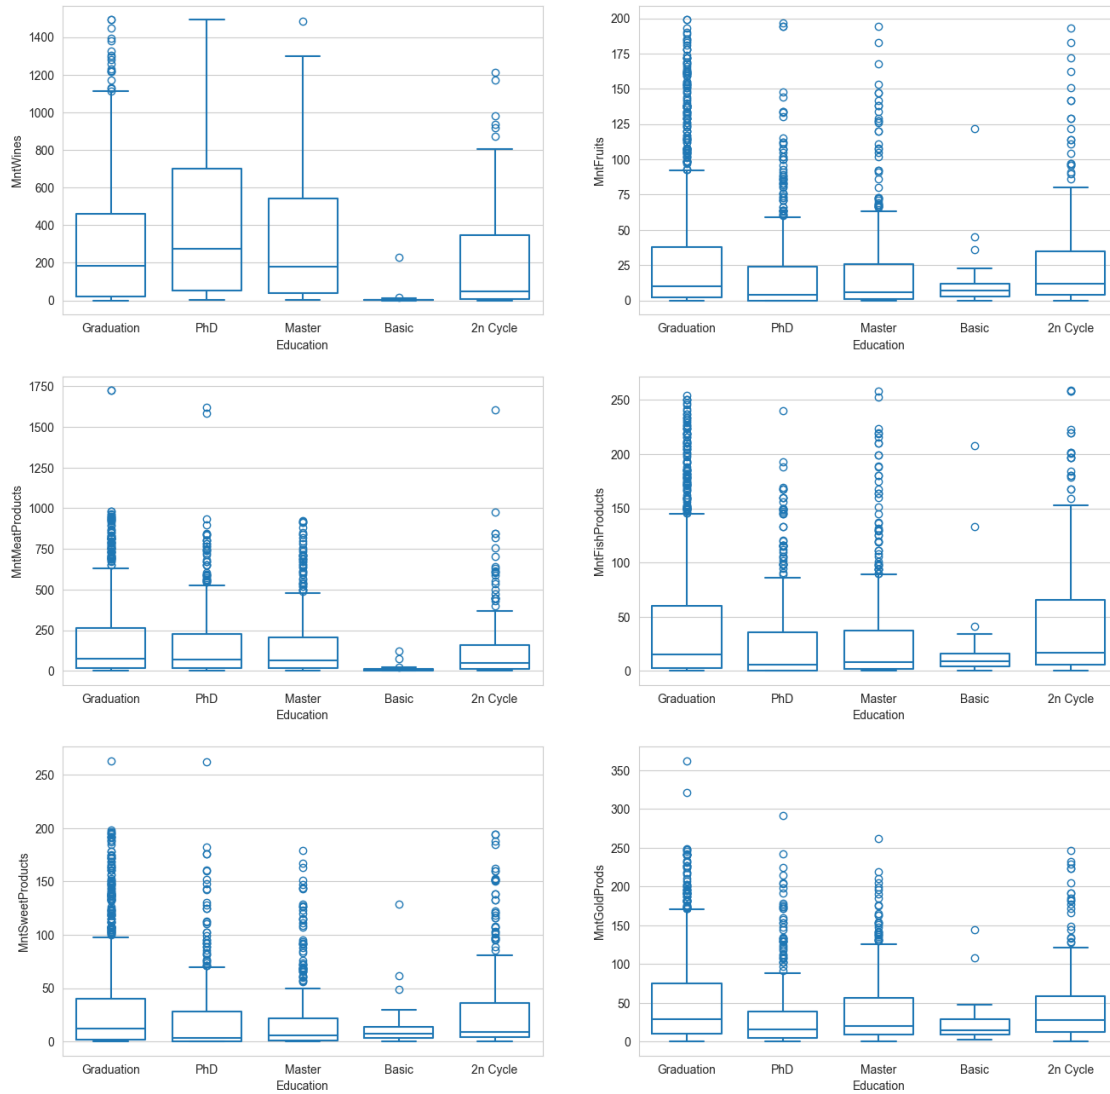 MntWines
1400
1200
1000
800
600
400
200
0
Graduation PhD Master Basic 2n Cycle
Education
MntFruits
200
175
150
125
100
75
50
25
0
Graduation PhD Master Basic 2n Cycle
Education
MntMeatProducts
1750
1500
1250
1000
750
500
250
0
Graduation PhD Master Basic 2n Cycle
Education
MntFishProducts
250
200
150
100
50
0
Graduation PhD Master Basic 2n Cycle
Education
MntSweetProducts
250
200
150
100
50
0
Graduation PhD Master Basic 2n Cycle
Education
MntGoldProds
350
300
250
200
150
100
50
0
Graduation PhD Master Basic 2n Cycle
Education